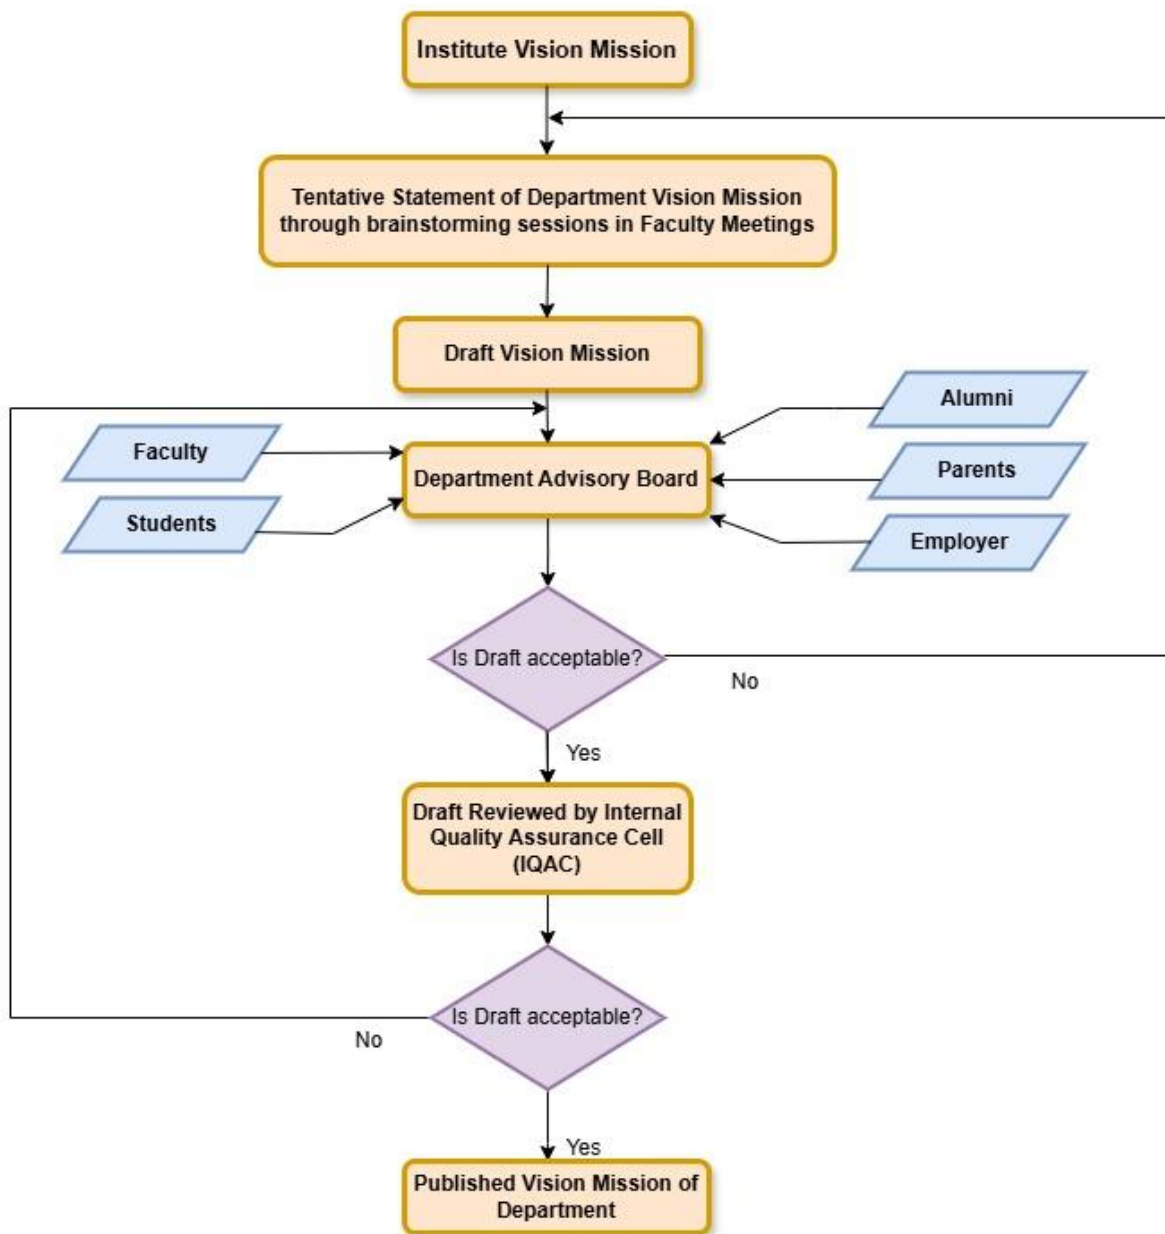 Institute Vision Mission
Tentative Statement of Department Vision Mission
through brainstorming sessions in Faculty Meetings
Draft Vision Mission
Alumni
Faculty
Department Advisory Board
Parents
Students
Employer
Is Draft acceptable?
No
Yes
Draft Reviewed by Internal
Quality Assurance Cell
(IQAC)
Is Draft acceptable?
No
Yes
Published Vision Mission of
Department